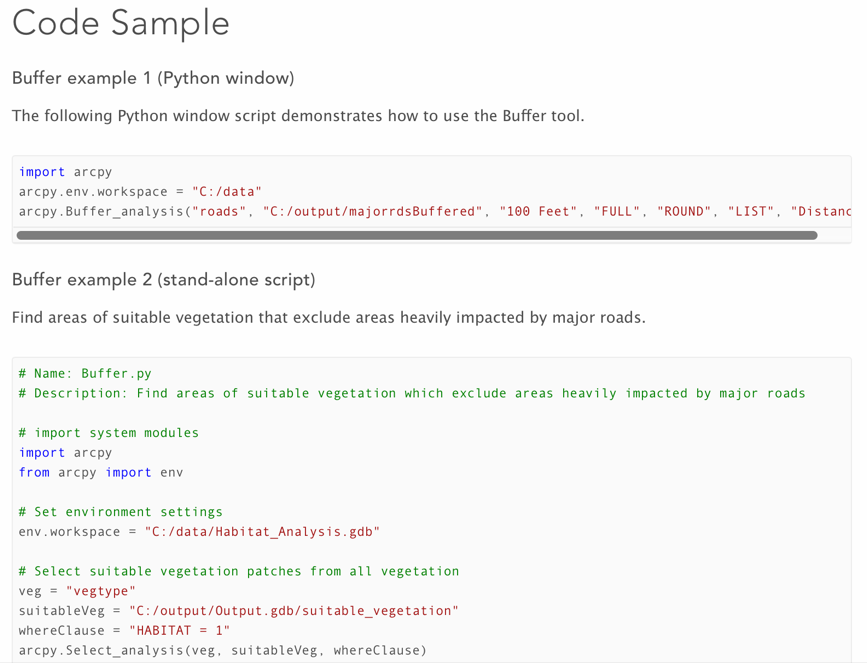 Code Sample
Buffer example 1 (Python window)
The following Python window script demonstrates how to use the Buffer tool.
import arcpy
arcpy.env.workspace = "C:/data"
arcpy.Buffer_analysis("roads", "C:/output/majorrdsBuffered", "100 Feet", "FULL", "ROUND", "LIST", "Distanc
Buffer example 2 (stand-alone script)
Find areas of suitable vegetation that exclude areas heavily impacted by major roads.
# Name: Buffer.py
# Description: Find areas of suitable vegetation which exclude areas heavily impacted by major roads
# import system modules
import arcpy
from arcpy import env
# Set environment settings
env.workspace = "C:/data/Habitat_Analysis.gdb"
# Select suitable vegetation patches from all vegetation
veg = "vegtype"
suitableVeg = "C:/output/Output.gdb/suitable_vegetation"
whereClause = "HABITAT = 1"
arcpy.Select_analysis(veg, suitableVeg, whereClause)